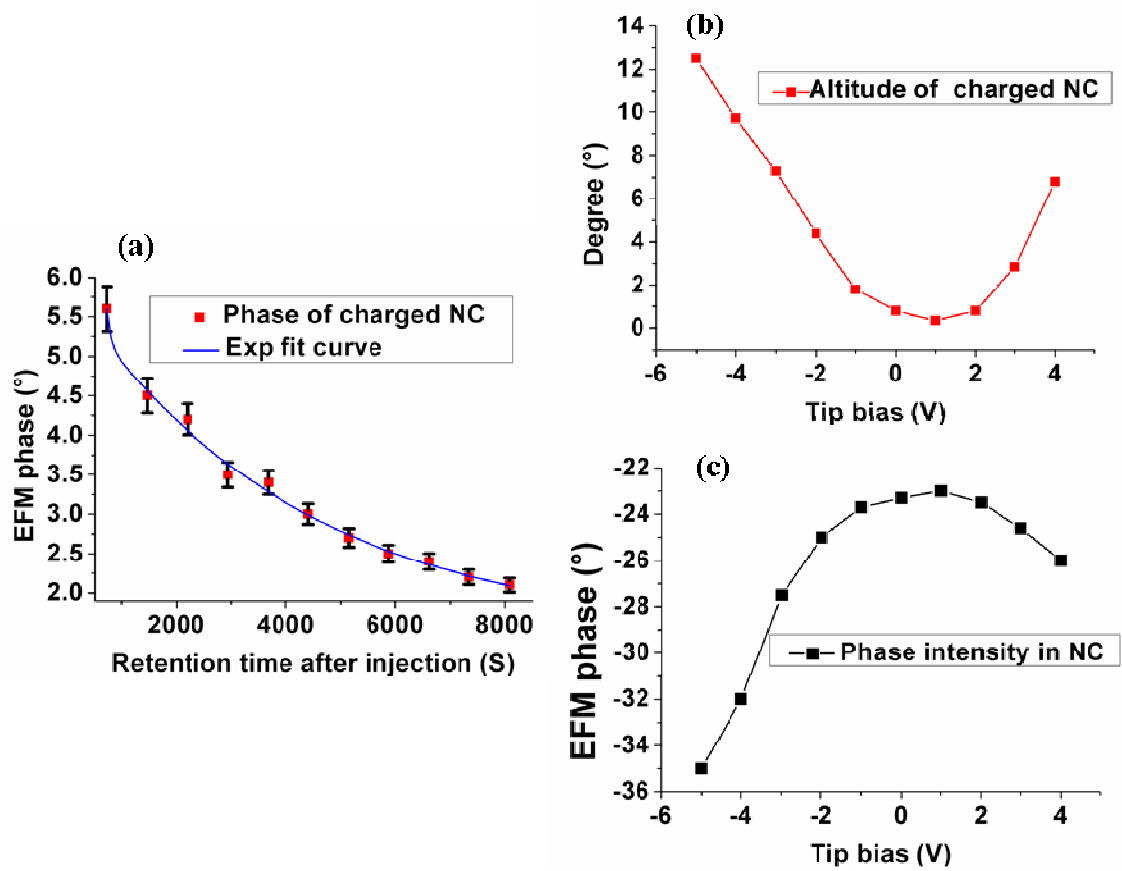 (a)
6.0
5.5
5.0
4.5
4.0
3.5
3.0
2.5
2.0
EFM phase (°)
Phase of charged NC
Exp fit curve
2000 4000 6000 8000
Retention time after injection (S)
(b)
14
12
10
8
6
4
2
0
Degree (°)
Altitude of charged NC
-6 -4 -2 0 2 4
Tip bias (V)
(c)
-22
-24
-26
-28
-30
-32
-34
-36
EFM phase (°)
Phase intensity in NC
-6 -4 -2 0 2 4
Tip bias (V)